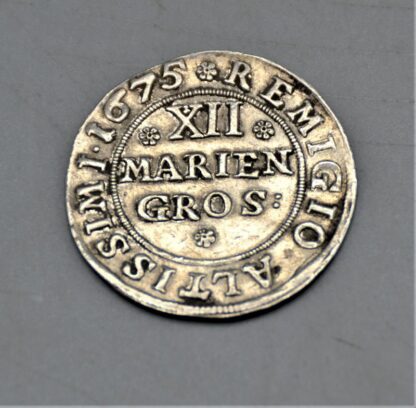 REMIGIO ALTISSIMI·1675
XII
MARIEN
GROS: